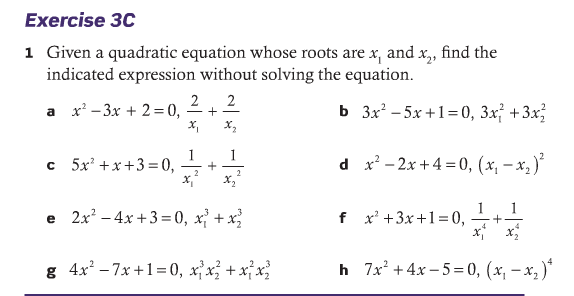 Exercise 3C
1 Given a quadratic equation whose roots are x₁ and x₂, find the
indicated expression without solving the equation.
a x² − 3x + 2 = 0, 2/x₁ + 2/x₂ b 3x² − 5x + 1 = 0, 3x₁² + 3x₂²
c 5x² + x + 3 = 0, 1/x₁² + 1/x₂² d x² − 2x + 4 = 0, (x₁ − x₂)²
e 2x² − 4x + 3 = 0, x₁³ + x₂³ f x² + 3x + 1 = 0, 1/x₁⁴ + 1/x₂⁴
g 4x² − 7x + 1 = 0, x₁³x₂² + x₁²x₂³ h 7x² + 4x − 5 = 0, (x₁ − x₂)⁴